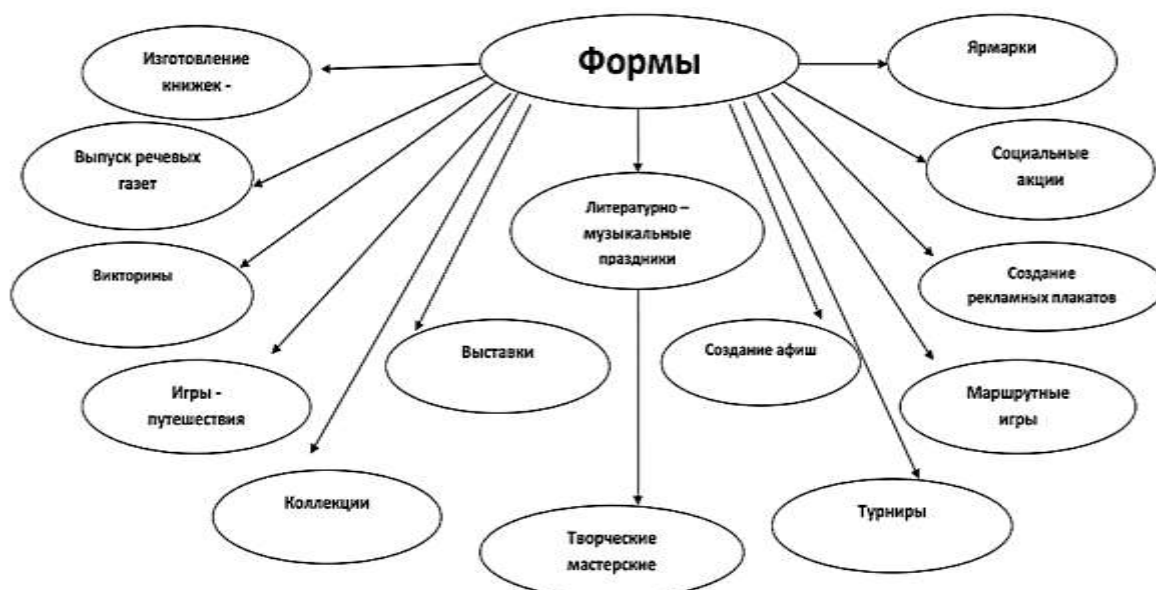 Формы
Изготовление
книжек -
Ярмарки
Выпуск речевых
газет
Социальные
акции
Литературно –
музыкальные
праздники
Викторины
Создание
рекламных плакатов
Выставки
Создание афиш
Игры -
путешествия
Маршрутные
игры
Коллекции
Турниры
Творческие
мастерские